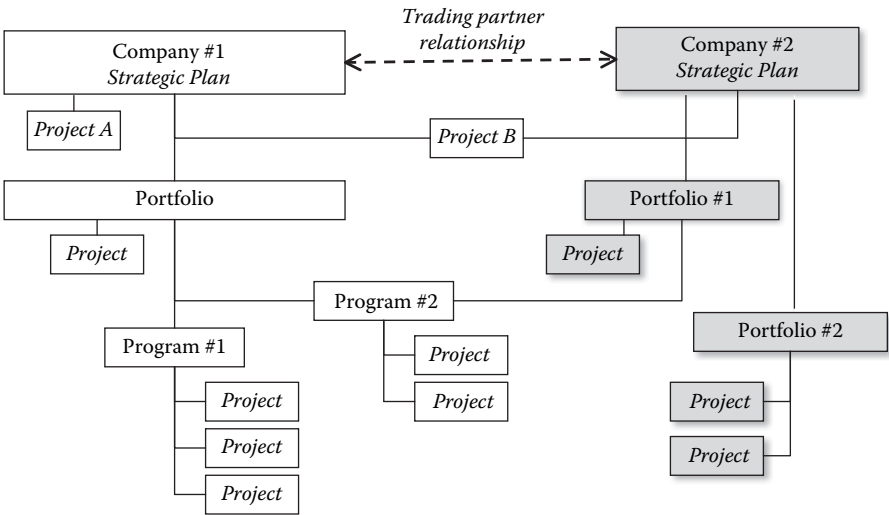 Trading partner
relationship
Company #1
Strategic Plan
Company #2
Strategic Plan
Project A
Project B
Portfolio
Portfolio #1
Project
Project
Program #2
Portfolio #2
Program #1
Project
Project
Project
Project
Project
Project
Project